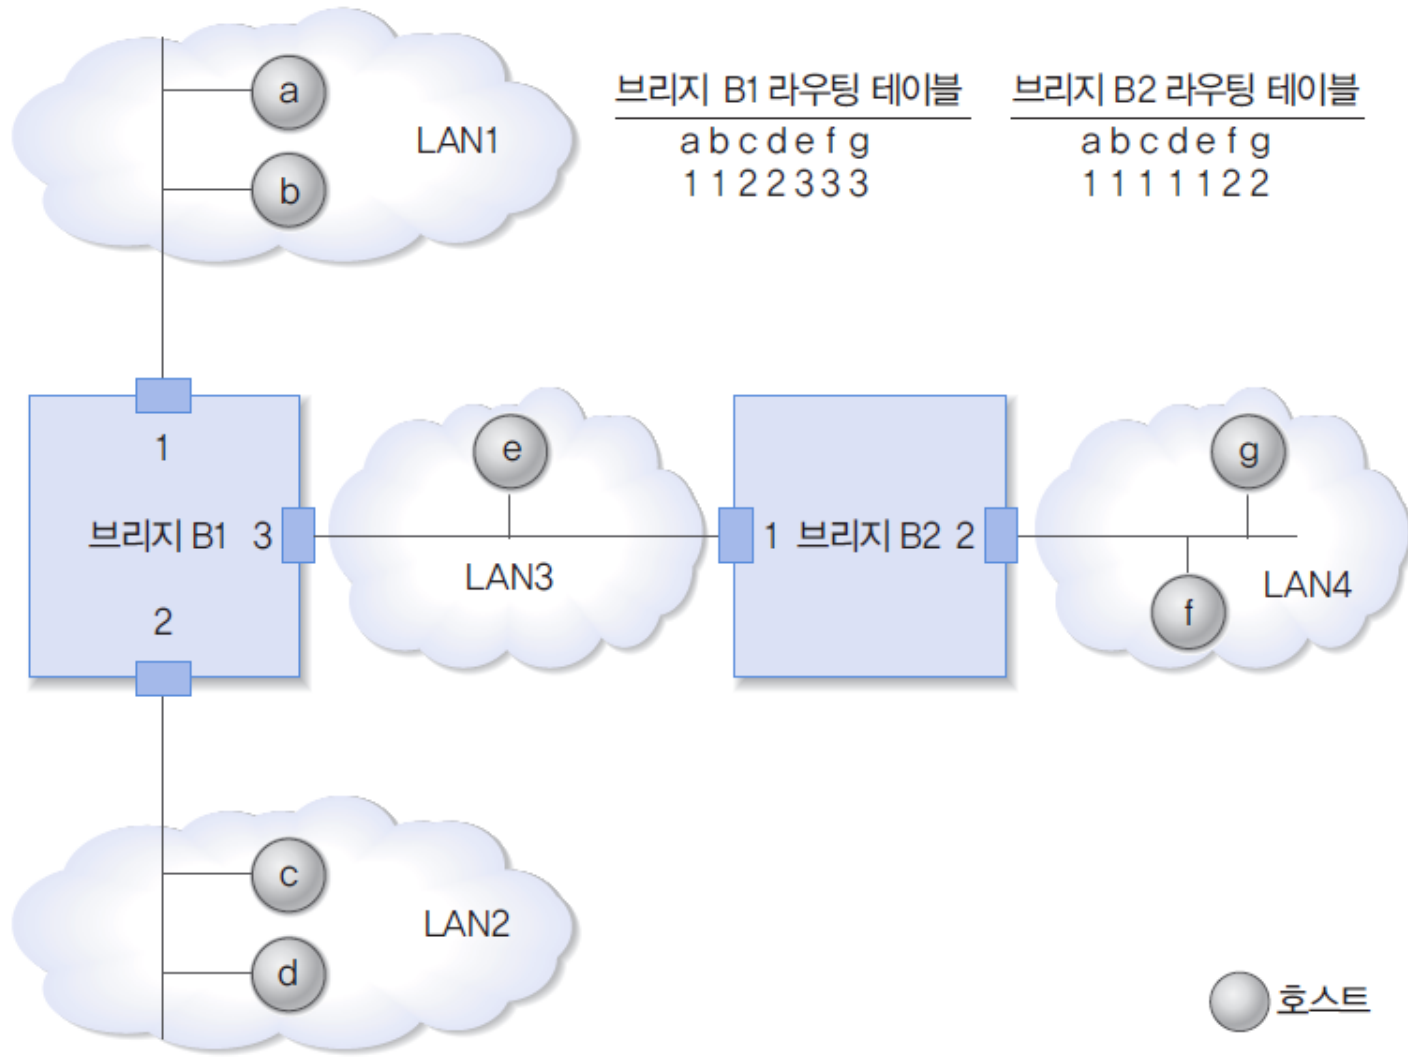 a
LAN1
b
브리지 B1 라우팅 테이블
a b c d e f g
1 1 2 2 3 3 3
브리지 B2 라우팅 테이블
a b c d e f g
1 1 1 1 1 2 2
1
브리지 B1 3
2
e
LAN3
1 브리지 B2 2
g
f
LAN4
c
LAN2
d
호스트